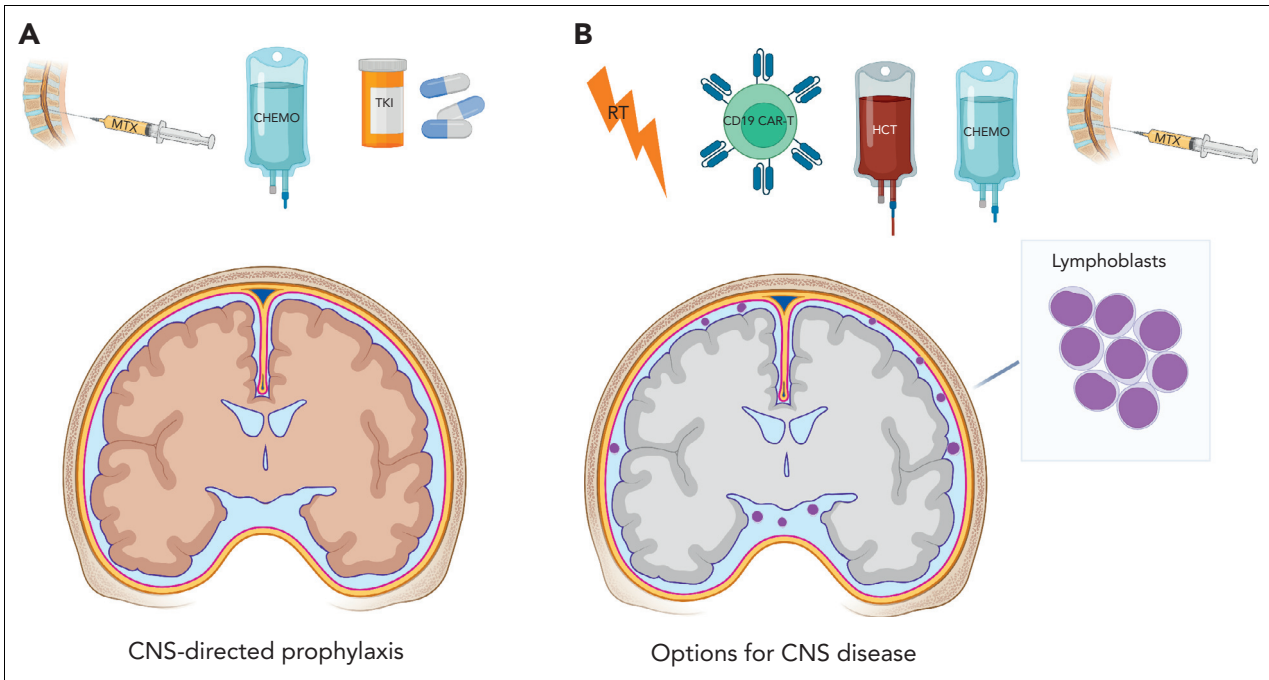 A
MTX
CHEMO
TKI
CNS-directed prophylaxis
B
RT
CD19 CAR-T
HCT
CHEMO
MTX
Lymphoblasts
Options for CNS disease